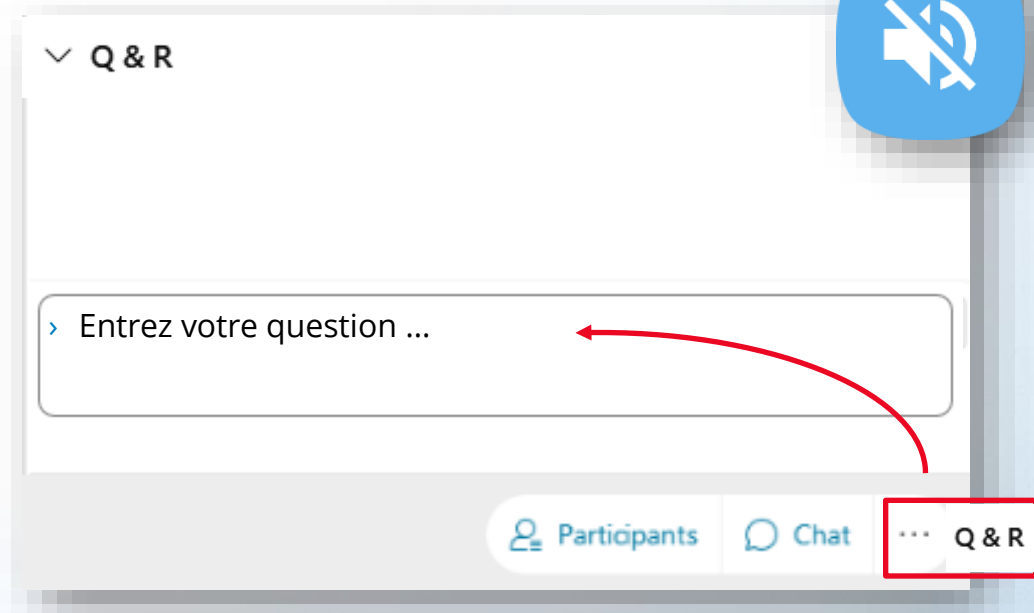 Q & R
› Entrez votre question ...
Participants Chat ... Q & R